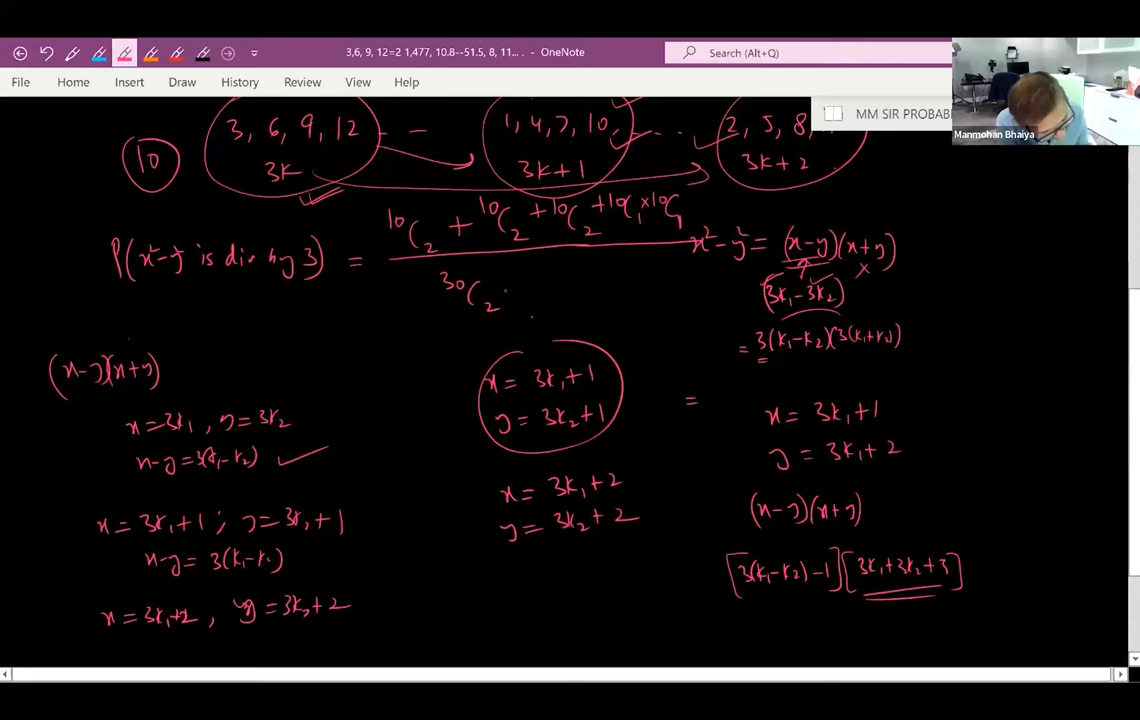 3,6, 9, 12=2 1,477, 10.8--51.5, 8, 11... - OneNote
Search (Alt+Q)
File Home Insert Draw History Review View Help
MM SIR PROBAB
Manmohan Bhaiya
10
3, 6, 9, 12 - -
3k
1, 4, 7, 10 - - .
3k+1
2, 5, 8,
3k+2
P(x²-y² is div by 3) = (¹⁰C₂ + ¹⁰C₂ + ¹⁰C₂ + ¹⁰C₁ × ¹⁰C₁) / ³⁰C₂
x²-y² = (x-y)(x+y)
(3k₁-3k₂) x
= 3(k₁-k₂)(3(k₁+k₂))
(x-y)(x+y)
x=3k₁, y=3k₂
x-y=3(k₁-k₂)
x=3k₁+1; y=3k₂+1
x-y=3(k₁-k₂)
x=3k₁+2, y=3k₂+2
x = 3k₁+1
y = 3k₂+1
x = 3k₁+2
y = 3k₂+2
=
x = 3k₁+1
y = 3k₁+2
(x-y)(x+y)
[3(k₁-k₂)-1][3k₁+3k₂+3]